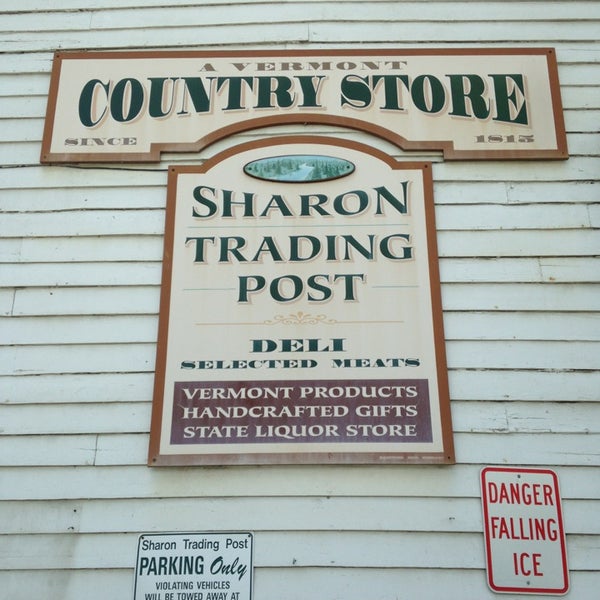 A VERMONT
COUNTRY STORE
SINCE 1815
SHARON
TRADING
POST
DELI
SELECTED MEATS
VERMONT PRODUCTS
HANDCRAFTED GIFTS
STATE LIQUOR STORE
DANGER
FALLING
ICE
Sharon Trading Post
PARKING Only
VIOLATING VEHICLES
WILL BE TOWED AWAY AT